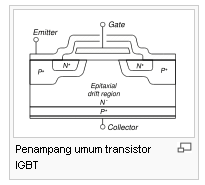 Gate
Emitter
N+ N+
P+ P+
Epitaxial
drift region
N-
P+
Collector
Penampang umum transistor
IGBT